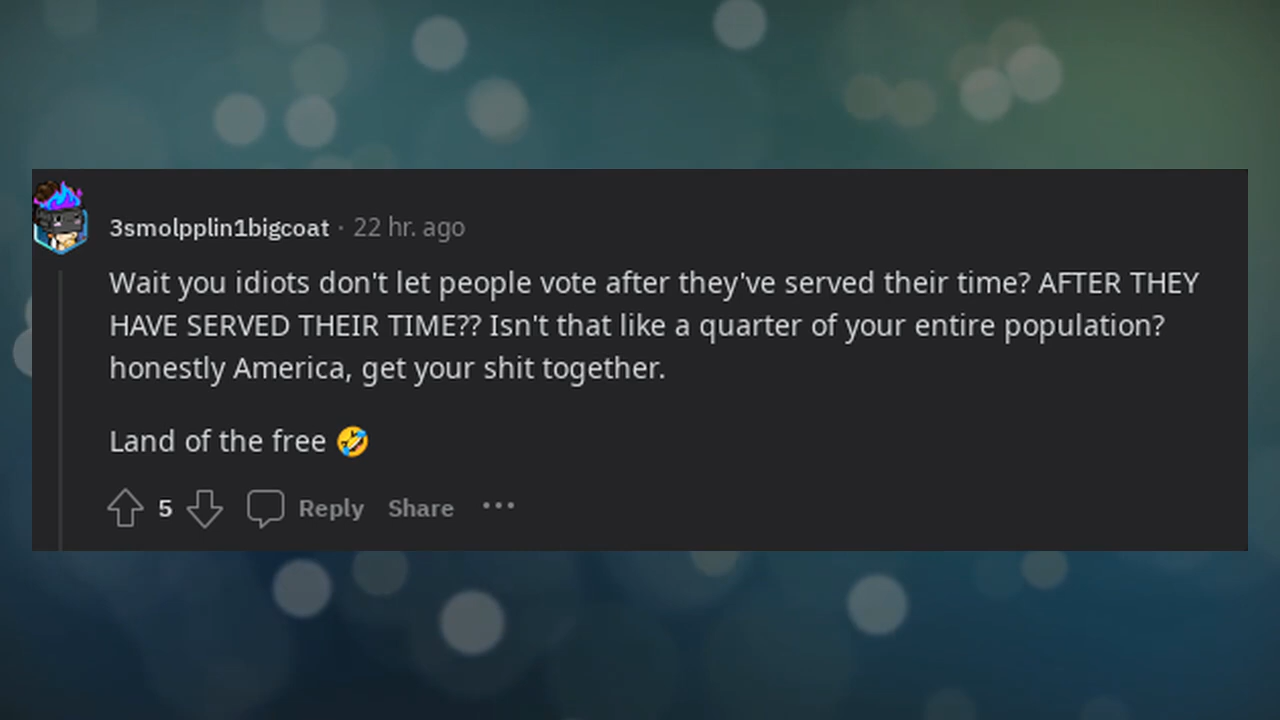 3smolpplin1bigcoat · 22 hr. ago
Wait you idiots don't let people vote after they've served their time? AFTER THEY
HAVE SERVED THEIR TIME?? Isn't that like a quarter of your entire population?
honestly America, get your shit together.
Land of the free 🤣
5 Reply Share ···